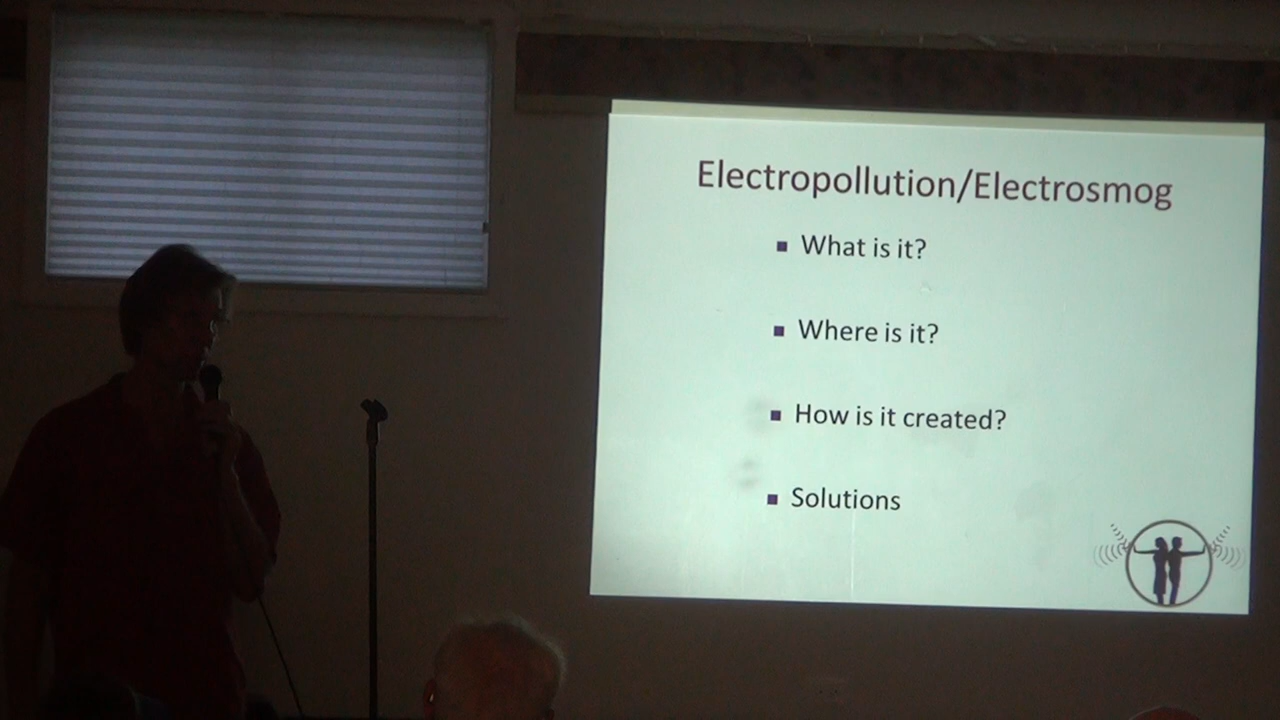 Electropollution/Electrosmog
▪ What is it?
▪ Where is it?
▪ How is it created?
▪ Solutions